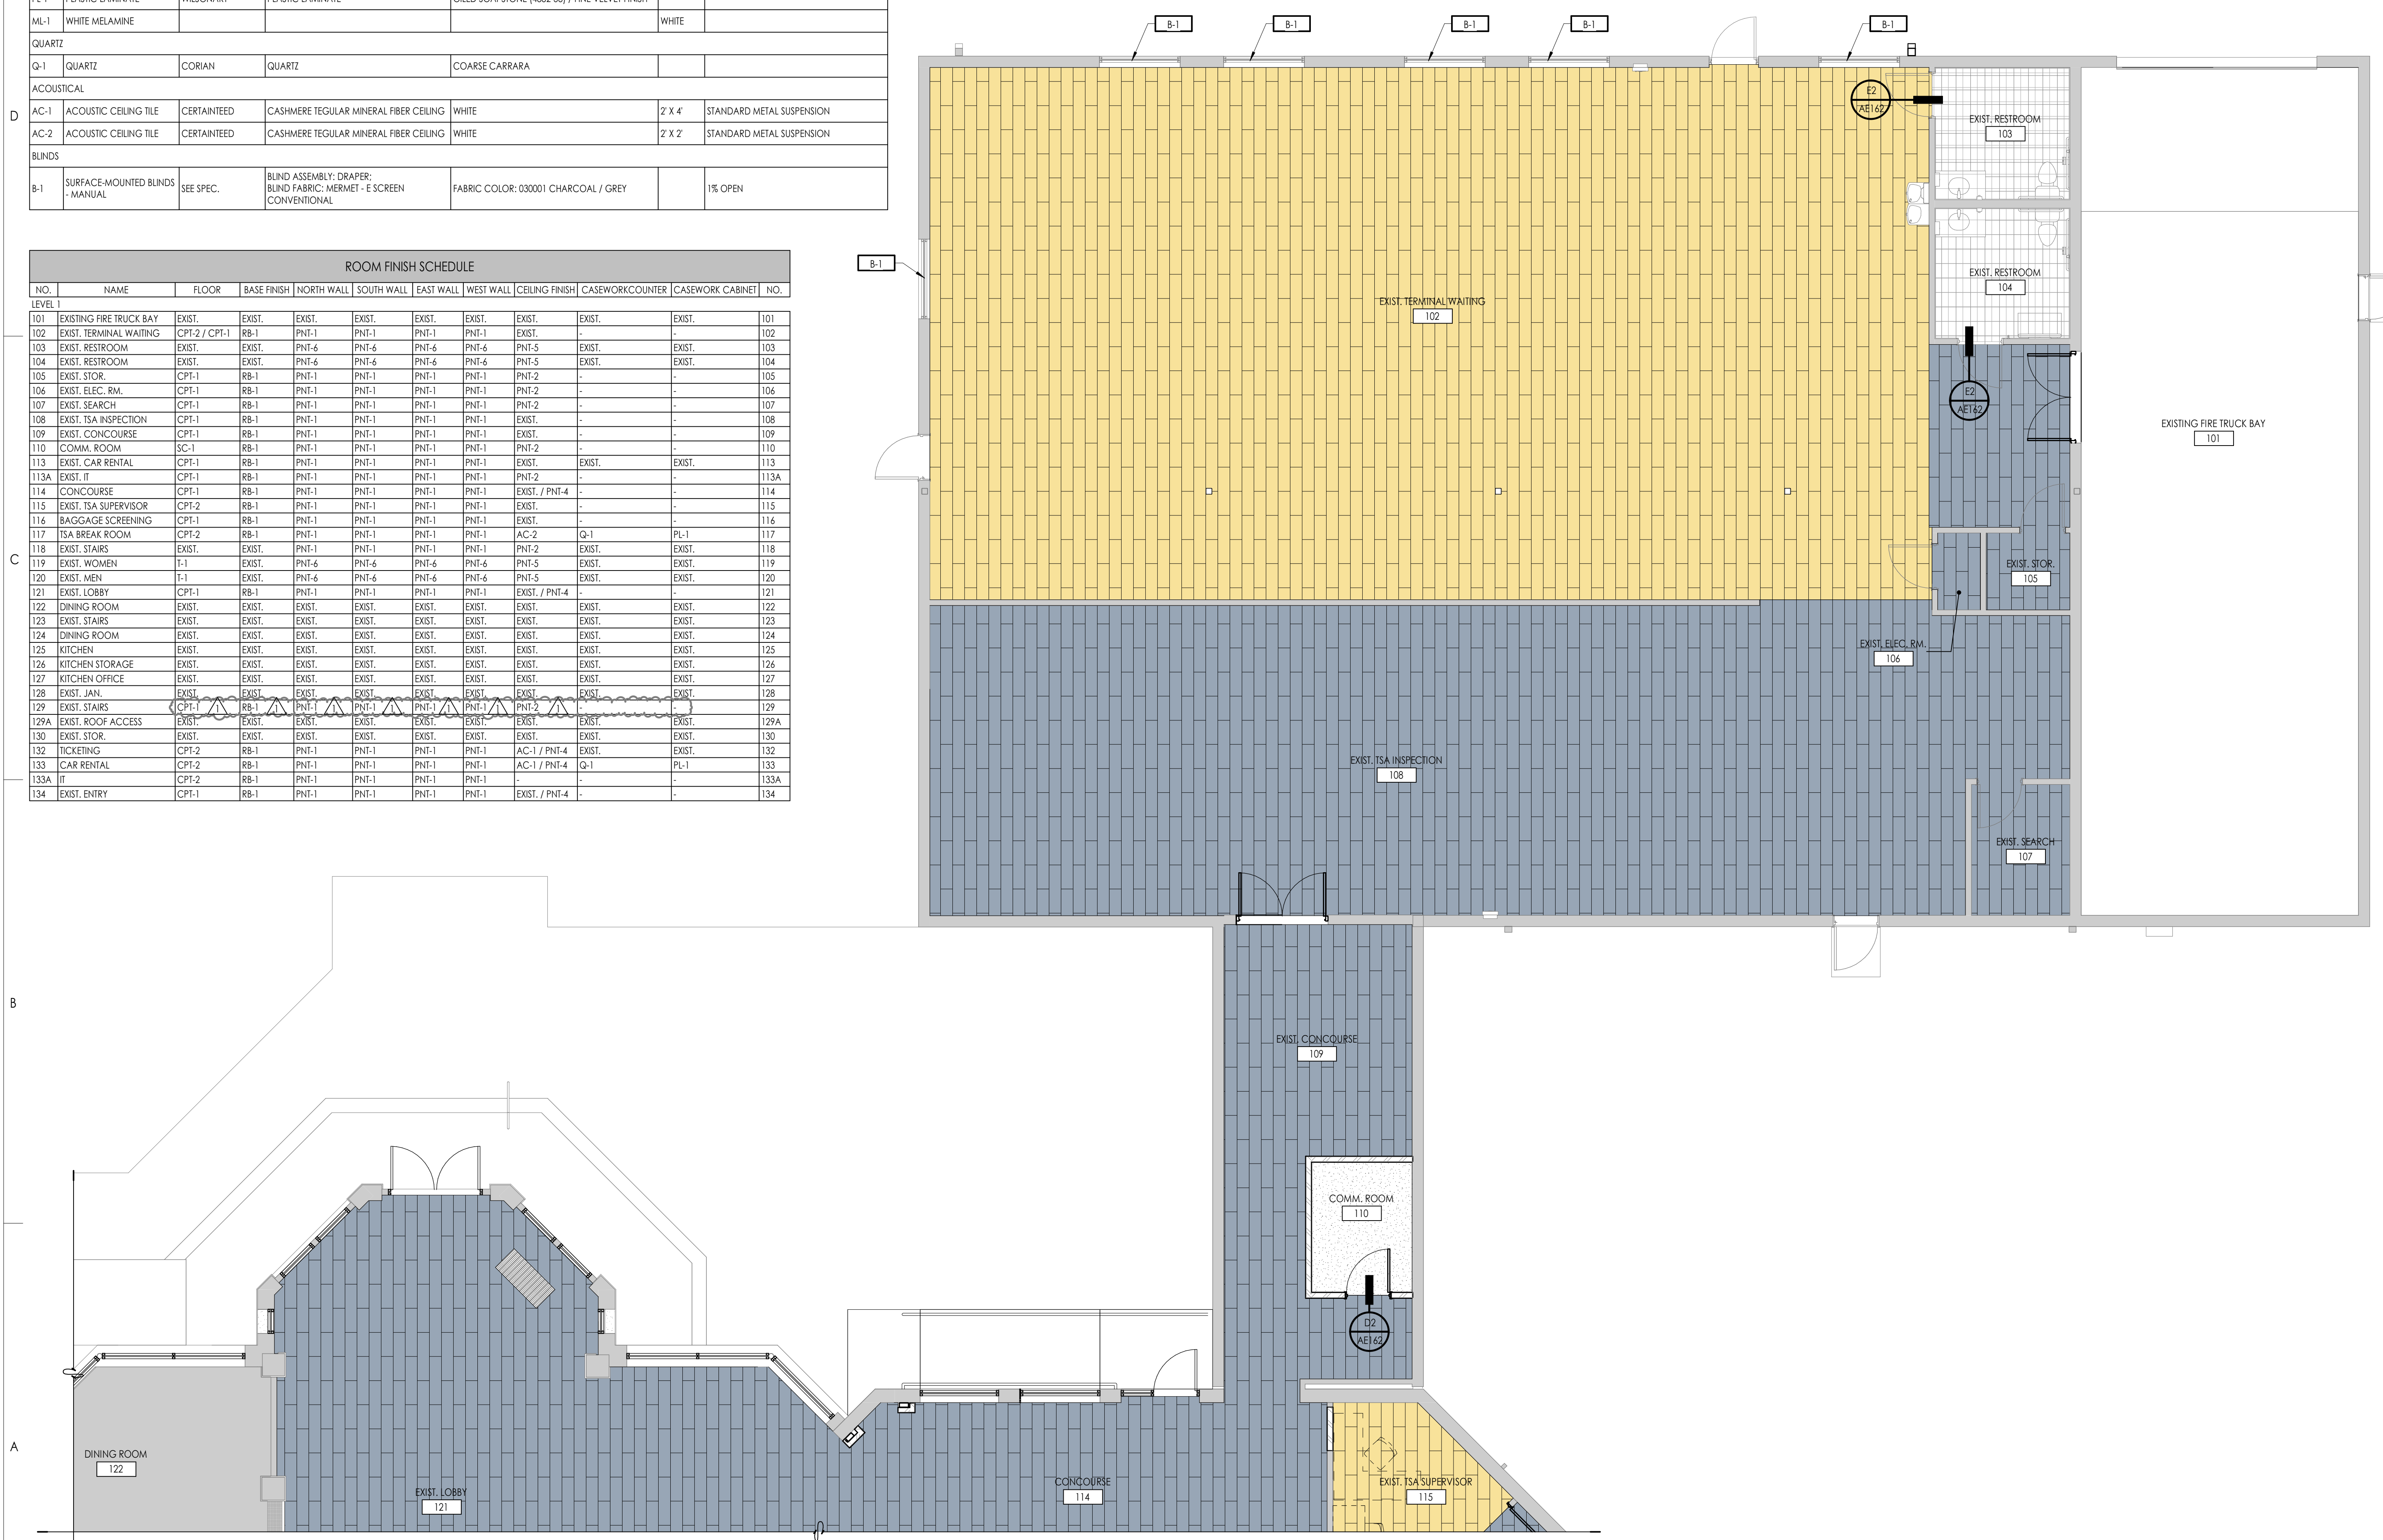 PL-1 PLASTIC LAMINATE WILSONART PLASTIC LAMINATE
ML-1 WHITE MELAMINE WHITE
QUARTZ
Q-1 QUARTZ CORIAN QUARTZ COARSE CARRARA
ACOUSTICAL
AC-1 ACOUSTIC CEILING TILE CERTAINTEED CASHMERE TEGULAR MINERAL FIBER CEILING WHITE 2' X 4' STANDARD METAL SUSPENSION
AC-2 ACOUSTIC CEILING TILE CERTAINTEED CASHMERE TEGULAR MINERAL FIBER CEILING WHITE 2' X 2' STANDARD METAL SUSPENSION
BLINDS
B-1 SURFACE-MOUNTED BLINDS - MANUAL SEE SPEC. BLIND ASSEMBLY: DRAPER; BLIND FABRIC: MERMET - E SCREEN CONVENTIONAL FABRIC COLOR: 030001 CHARCOAL / GREY 1% OPEN
ROOM FINISH SCHEDULE
NO. NAME FLOOR BASE FINISH NORTH WALL SOUTH WALL EAST WALL WEST WALL CEILING FINISH CASEWORKCOUNTER CASEWORK CABINET NO.
LEVEL 1
101 EXISTING FIRE TRUCK BAY EXIST. EXIST. EXIST. EXIST. EXIST. EXIST. EXIST. EXIST. EXIST. 101
102 EXIST. TERMINAL WAITING CPT-2 / CPT-1 RB-1 PNT-1 PNT-1 PNT-1 PNT-1 EXIST. - - 102
103 EXIST. RESTROOM EXIST. EXIST. PNT-6 PNT-6 PNT-6 PNT-6 PNT-5 EXIST. EXIST. 103
104 EXIST. RESTROOM EXIST. EXIST. PNT-6 PNT-6 PNT-6 PNT-6 PNT-5 EXIST. EXIST. 104
105 EXIST. STOR. CPT-1 RB-1 PNT-1 PNT-1 PNT-1 PNT-1 PNT-2 - - 105
106 EXIST. ELEC. RM. CPT-1 RB-1 PNT-1 PNT-1 PNT-1 PNT-1 PNT-2 - - 106
107 EXIST. SEARCH CPT-1 RB-1 PNT-1 PNT-1 PNT-1 PNT-1 PNT-2 - - 107
108 EXIST. TSA INSPECTION CPT-1 RB-1 PNT-1 PNT-1 PNT-1 PNT-1 EXIST. - - 108
109 EXIST. CONCOURSE CPT-1 RB-1 PNT-1 PNT-1 PNT-1 PNT-1 EXIST. - - 109
110 COMM. ROOM SC-1 RB-1 PNT-1 PNT-1 PNT-1 PNT-1 PNT-2 - - 110
113 EXIST. CAR RENTAL CPT-1 RB-1 PNT-1 PNT-1 PNT-1 PNT-1 EXIST. EXIST. EXIST. 113
113A EXIST. IT CPT-1 RB-1 PNT-1 PNT-1 PNT-1 PNT-1 PNT-2 - - 113A
114 CONCOURSE CPT-1 RB-1 PNT-1 PNT-1 PNT-1 PNT-1 EXIST. / PNT-4 - - 114
115 EXIST. TSA SUPERVISOR CPT-2 RB-1 PNT-1 PNT-1 PNT-1 PNT-1 EXIST. - - 115
116 BAGGAGE SCREENING CPT-1 RB-1 PNT-1 PNT-1 PNT-1 PNT-1 EXIST. - - 116
117 TSA BREAK ROOM CPT-2 RB-1 PNT-1 PNT-1 PNT-1 PNT-1 AC-2 Q-1 PL-1 117
118 EXIST. STAIRS EXIST. EXIST. PNT-1 PNT-1 PNT-1 PNT-1 PNT-2 EXIST. EXIST. 118
119 EXIST. WOMEN T-1 EXIST. PNT-6 PNT-6 PNT-6 PNT-6 PNT-5 EXIST. EXIST. 119
120 EXIST. MEN T-1 EXIST. PNT-6 PNT-6 PNT-6 PNT-6 PNT-5 EXIST. EXIST. 120
121 EXIST. LOBBY CPT-1 RB-1 PNT-1 PNT-1 PNT-1 PNT-1 EXIST. / PNT-4 - - 121
122 DINING ROOM EXIST. EXIST. EXIST. EXIST. EXIST. EXIST. EXIST. EXIST. EXIST. 122
123 EXIST. STAIRS EXIST. EXIST. EXIST. EXIST. EXIST. EXIST. EXIST. EXIST. EXIST. 123
124 DINING ROOM EXIST. EXIST. EXIST. EXIST. EXIST. EXIST. EXIST. EXIST. EXIST. 124
125 KITCHEN EXIST. EXIST. EXIST. EXIST. EXIST. EXIST. EXIST. EXIST. EXIST. 125
126 KITCHEN STORAGE EXIST. EXIST. EXIST. EXIST. EXIST. EXIST. EXIST. EXIST. EXIST. 126
127 KITCHEN OFFICE EXIST. EXIST. EXIST. EXIST. EXIST. EXIST. EXIST. EXIST. EXIST. 127
128 EXIST. JAN. EXIST. EXIST. EXIST. EXIST. EXIST. EXIST. EXIST. EXIST. EXIST. 128
129 EXIST. STAIRS CPT-1 1 RB-1 1 PNT-1 1 PNT-1 1 PNT-1 1 PNT-1 1 PNT-2 1 - - 129
129A EXIST. ROOF ACCESS EXIST. EXIST. EXIST. EXIST. EXIST. EXIST. EXIST. EXIST. EXIST. 129A
130 EXIST. STOR. EXIST. EXIST. EXIST. EXIST. EXIST. EXIST. EXIST. EXIST. EXIST. 130
132 TICKETING CPT-2 RB-1 PNT-1 PNT-1 PNT-1 PNT-1 AC-1 / PNT-4 EXIST. EXIST. 132
133 CAR RENTAL CPT-2 RB-1 PNT-1 PNT-1 PNT-1 PNT-1 AC-1 / PNT-4 Q-1 PL-1 133
133A IT CPT-2 RB-1 PNT-1 PNT-1 PNT-1 PNT-1 - - - 133A
134 EXIST. ENTRY CPT-1 RB-1 PNT-1 PNT-1 PNT-1 PNT-1 EXIST. / PNT-4 - - 134
D
C
B
A
B-1
B-1
B-1
B-1
B-1
B-1
E2
AE162
EXIST. RESTROOM
103
EXIST. RESTROOM
104
EXIST. TERMINAL WAITING
102
E2
AE162
EXISTING FIRE TRUCK BAY
101
EXIST. STOR.
105
EXIST. ELEC. RM.
106
EXIST. TSA INSPECTION
108
EXIST. SEARCH
107
EXIST. CONCOURSE
109
COMM. ROOM
110
D2
AE162
DINING ROOM
122
EXIST. LOBBY
121
CONCOURSE
114
EXIST. TSA SUPERVISOR
115